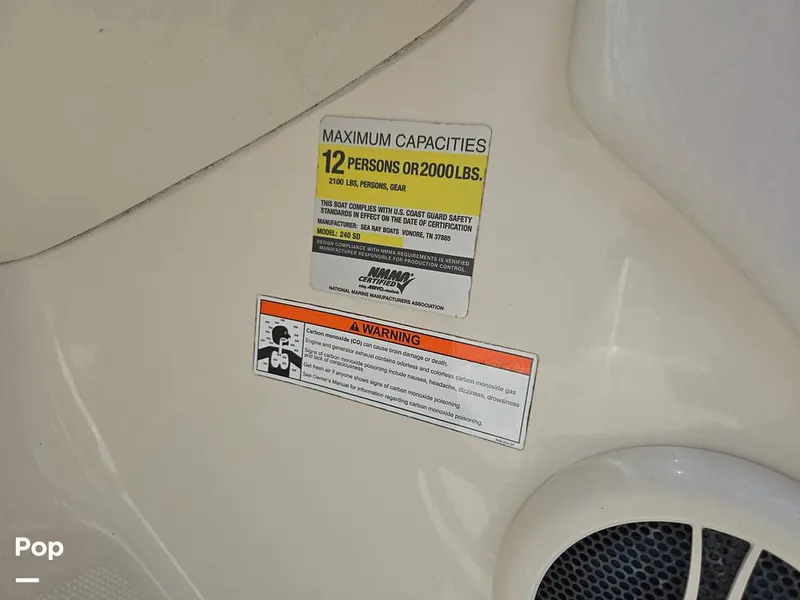 MAXIMUM CAPACITIES
12 PERSONS OR 2000 LBS.
2100 LBS, PERSONS, GEAR
THIS BOAT COMPLIES WITH U.S. COAST GUARD SAFETY
STANDARDS IN EFFECT ON THE DATE OF CERTIFICATION
MANUFACTURER: SEA RAY BOATS VONORE, TN 37885
MODEL: 240 SD
DESIGN COMPLIANCE WITH NMMA REQUIREMENTS IS VERIFIED
MANUFACTURER RESPONSIBLE FOR PRODUCTION CONTROL.
NMMA
CERTIFIED
using ABYC standards
NATIONAL MARINE MANUFACTURERS ASSOCIATION
WARNING
Carbon monoxide (CO) can cause brain damage or death.
Engine and generator exhaust contains odorless and colorless carbon monoxide gas
Signs of carbon monoxide poisoning include nausea, headache, dizziness, drowsiness
and lack of consciousness.
Get fresh air if anyone shows signs of carbon monoxide poisoning.
See Owner's Manual for information regarding carbon monoxide poisoning.
Pop